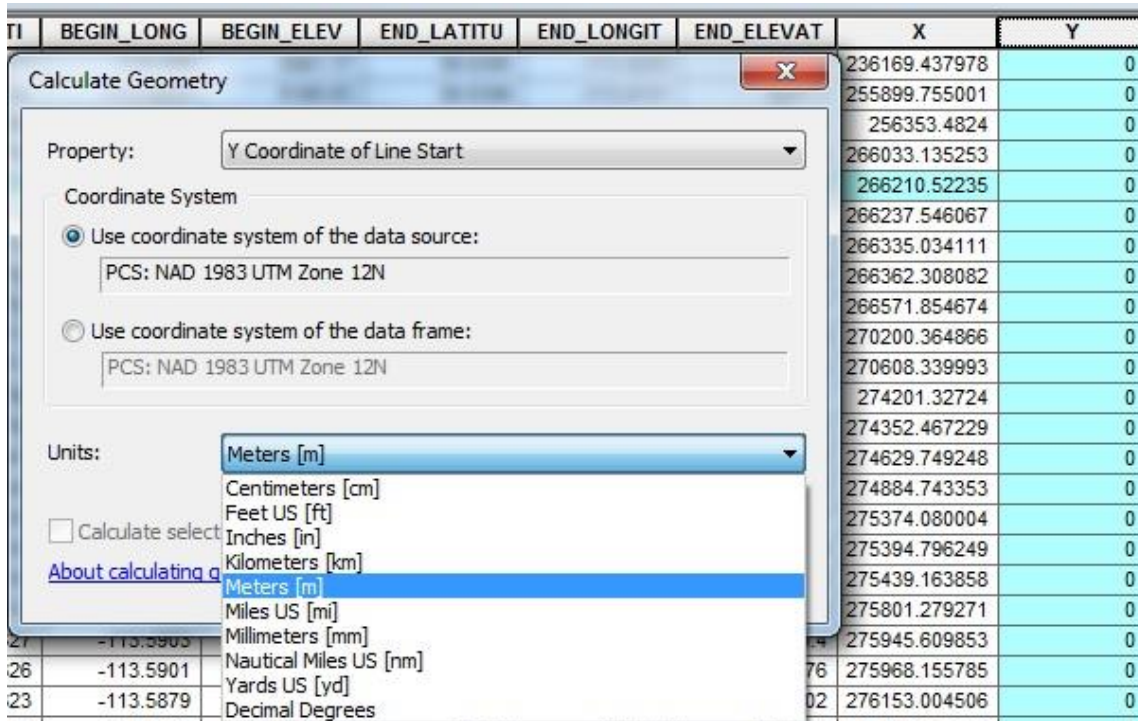 TI BEGIN_LONG BEGIN_ELEV END_LATITU END_LONGIT END_ELEVAT X Y
Calculate Geometry
236169.437978 0
255899.755001 0
256353.4824 0
Property: Y Coordinate of Line Start
266033.135253 0
266210.52235 0
Coordinate System
266237.546067 0
Use coordinate system of the data source:
266335.034111 0
PCS: NAD 1983 UTM Zone 12N
266362.308082 0
266571.854674 0
Use coordinate system of the data frame:
270200.364866 0
PCS: NAD 1983 UTM Zone 12N
270608.339993 0
274201.32724 0
274352.467229 0
Units: Meters [m]
274629.749248 0
Centimeters [cm]
274884.743353 0
Feet US [ft]
275374.080004 0
Calculate select
Inches [in]
275394.796249 0
Kilometers [km]
About calculating g
275439.163858 0
Meters [m]
275801.279271 0
Miles US [mi]
Millimeters [mm]
27 -113.5903 4 275945.609853 0
Nautical Miles US [nm]
26 -113.5901 76 275968.155785 0
Yards US [yd]
23 -113.5879 02 276153.004506 0
Decimal Degrees